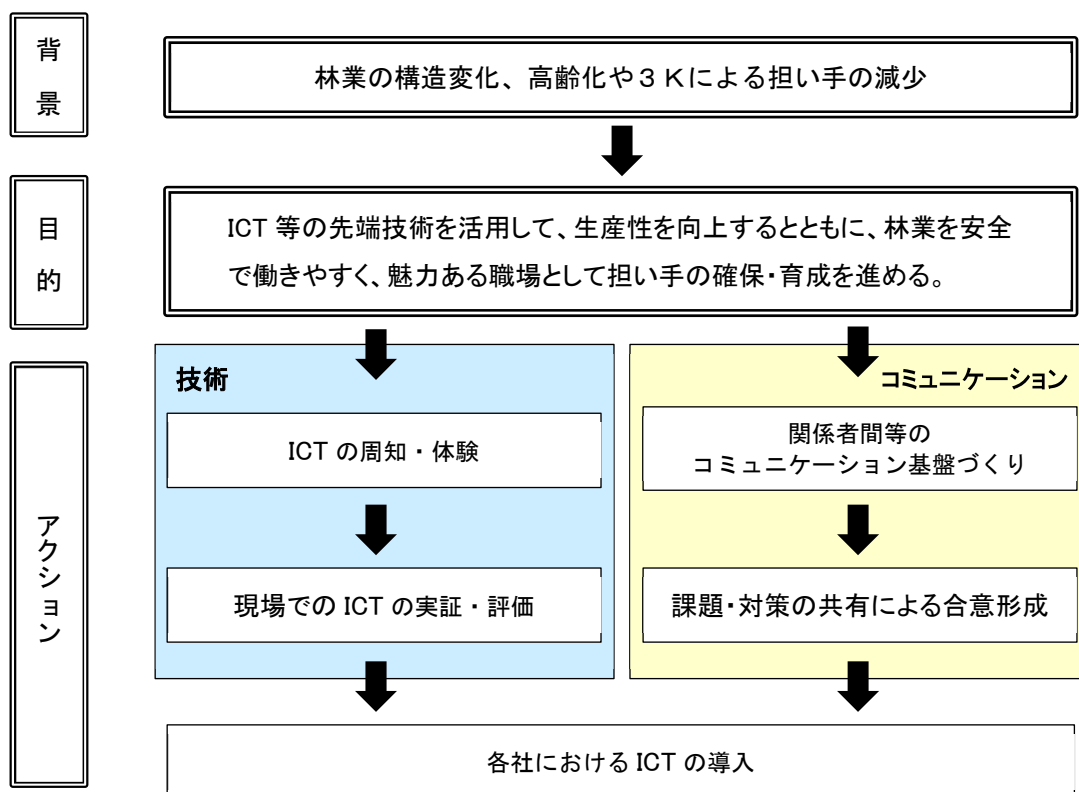 背景
林業の構造変化、高齢化や３Kによる担い手の減少
目的
ICT 等の先端技術を活用して、生産性を向上するとともに、林業を安全
で働きやすく、魅力ある職場として担い手の確保・育成を進める。
アクション
技術
ICT の周知・体験
現場での ICT の実証・評価
コミュニケーション
関係者間等の
コミュニケーション基盤づくり
課題・対策の共有による合意形成
各社における ICT の導入